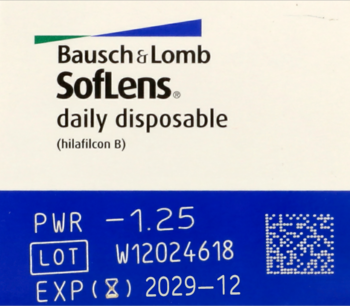 Bausch & Lomb
SofLens®
daily disposable
(hilafilcon B)
PWR -1.25
LOT W12024618
EXP (⌛) 2029-12